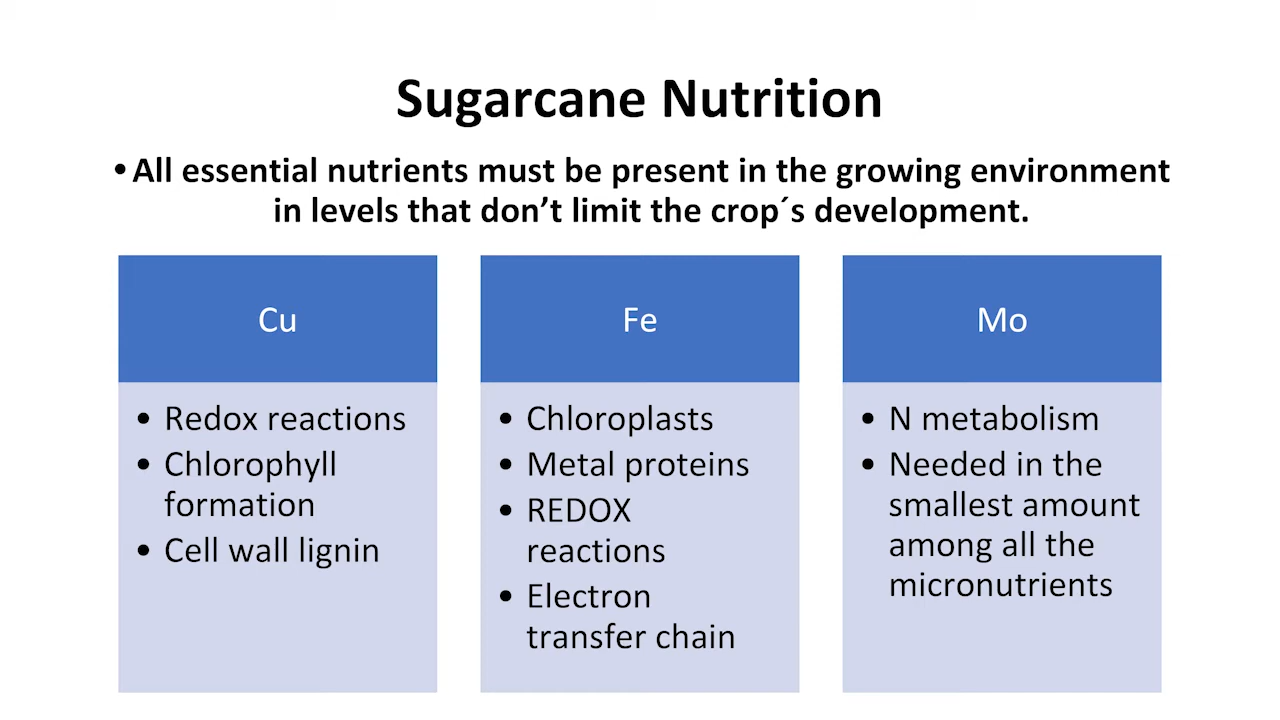 Sugarcane Nutrition
• All essential nutrients must be present in the growing environment
in levels that don’t limit the crop´s development.
Cu
• Redox reactions
• Chlorophyll
formation
• Cell wall lignin
Fe
• Chloroplasts
• Metal proteins
• REDOX
reactions
• Electron
transfer chain
Mo
• N metabolism
• Needed in the
smallest amount
among all the
micronutrients